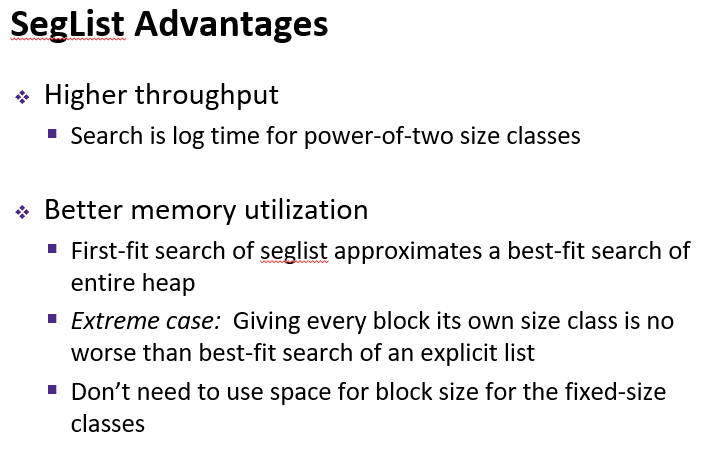 SegList Advantages
Higher throughput
Search is log time for power-of-two size classes
Better memory utilization
First-fit search of seglist approximates a best-fit search of
entire heap
Extreme case: Giving every block its own size class is no
worse than best-fit search of an explicit list
Don’t need to use space for block size for the fixed-size
classes